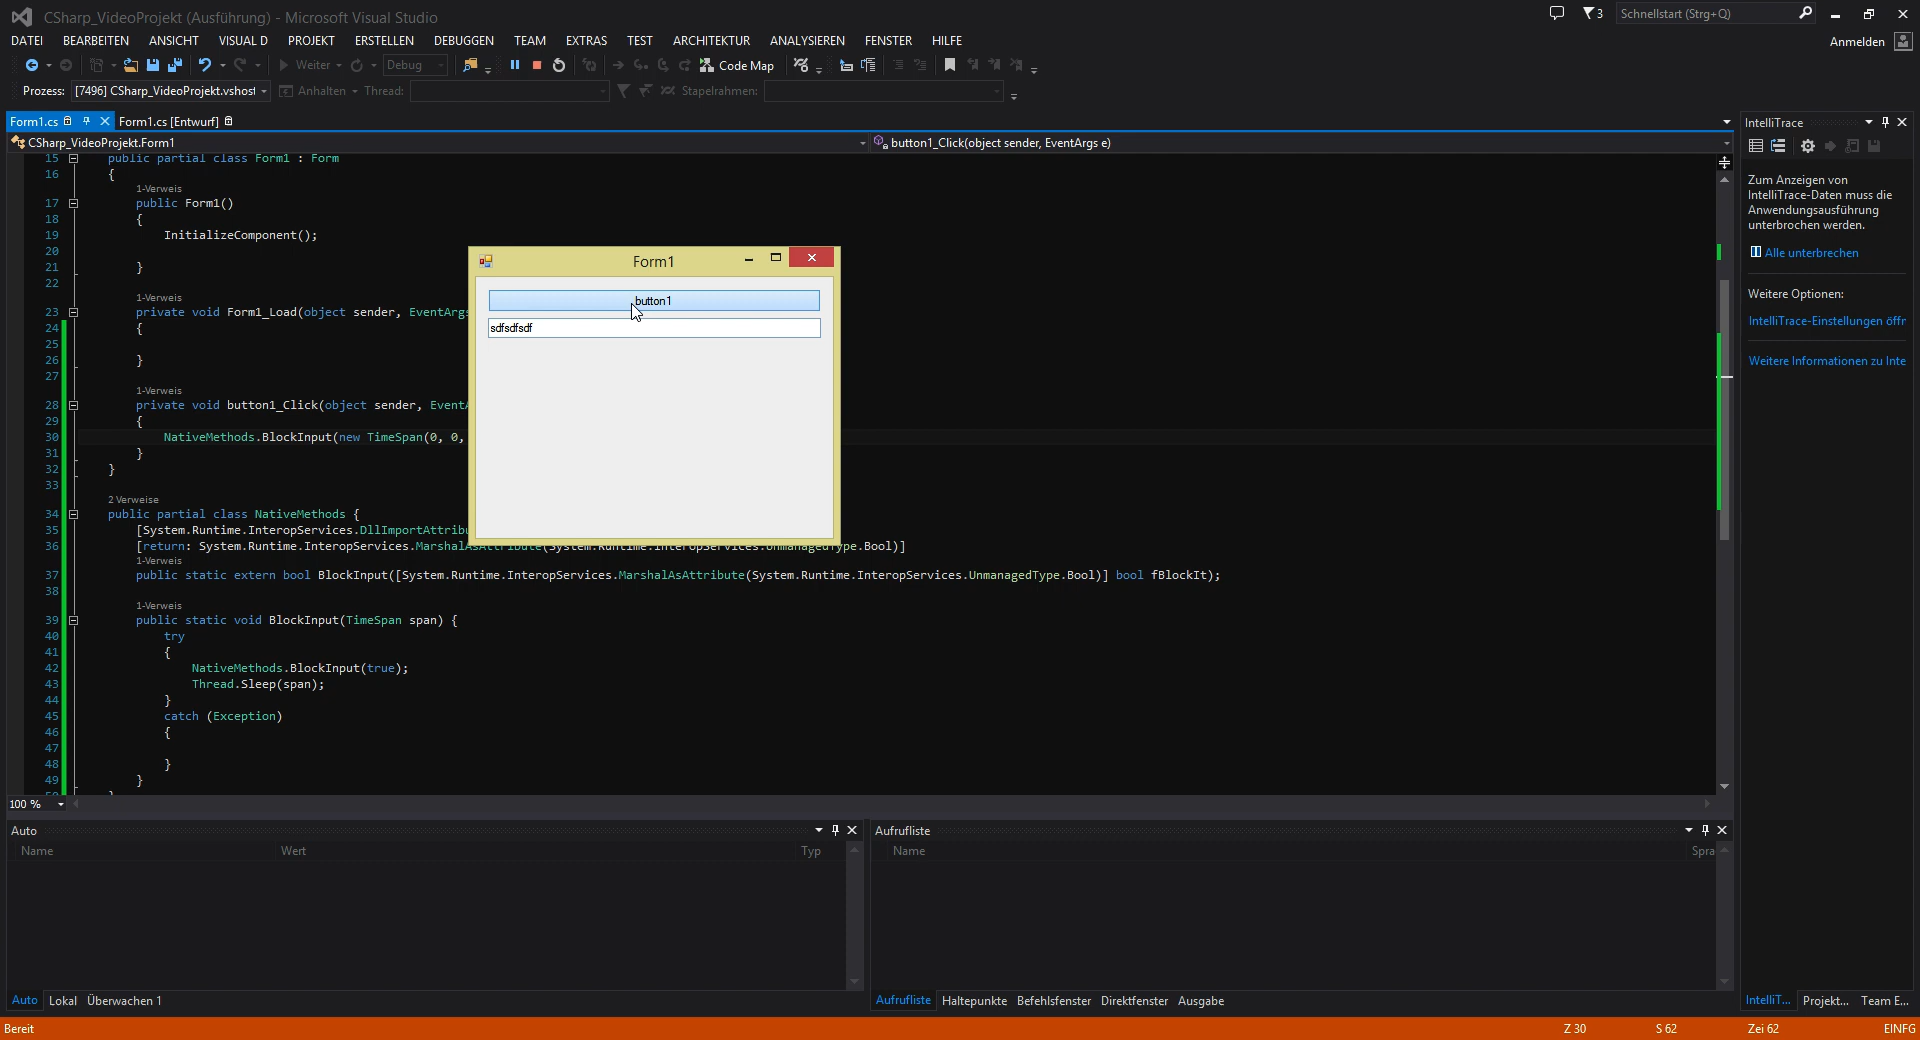 CSharp_VideoProjekt (Ausführung) - Microsoft Visual Studio
3
Schnellstart (Strg+Q)
DATEI BEARBEITEN ANSICHT VISUAL D PROJEKT ERSTELLEN DEBUGGEN TEAM EXTRAS TEST ARCHITEKTUR ANALYSIEREN FENSTER HILFE
Anmelden
Weiter
Debug
Code Map
Prozess: [7496] CSharp_VideoProjekt.vshost
Anhalten
Thread:
Stapelrahmen:
Form1.cs
Form1.cs [Entwurf]
CSharp_VideoProjekt.Form1
button1_Click(object sender, EventArgs e)
15 public partial class Form1 : Form
16 {
1-Verweis
17 public Form1()
18 {
19 InitializeComponent();
20
21 }
22
1-Verweis
23 private void Form1_Load(object sender, EventArgs
24 {
25
26 }
27
1-Verweis
28 private void button1_Click(object sender, EventA
29 {
30 NativeMethods.BlockInput(new TimeSpan(0, 0,
31 }
32 }
33
2 Verweise
34 public partial class NativeMethods {
35 [System.Runtime.InteropServices.DllImportAttribu
36 [return: System.Runtime.InteropServices.MarshalAsAttribute(System.Runtime.InteropServices.UnmanagedType.Bool)]
1-Verweis
37 public static extern bool BlockInput([System.Runtime.InteropServices.MarshalAsAttribute(System.Runtime.InteropServices.UnmanagedType.Bool)] bool fBlockIt);
38
1-Verweis
39 public static void BlockInput(TimeSpan span) {
40 try
41 {
42 NativeMethods.BlockInput(true);
43 Thread.Sleep(span);
44 }
45 catch (Exception)
46 {
47
48 }
49 }
Form1
button1
sdfsdfsdf
IntelliTrace
Zum Anzeigen von
IntelliTrace-Daten muss die
Anwendungsausführung
unterbrochen werden.
Alle unterbrechen
Weitere Optionen:
IntelliTrace-Einstellungen öffr
Weitere Informationen zu Inte
100 %
Auto
Name Wert Typ
Aufrufliste
Name Spra
Auto Lokal Überwachen 1
Aufrufliste Haltepunkte Befehlsfenster Direktfenster Ausgabe
IntelliT... Projekt... Team E...
Bereit
Z 30 S 62 Zei 62 EINFG